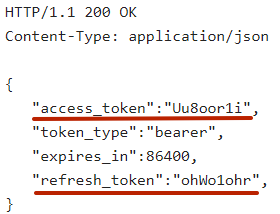 HTTP/1.1 200 OK
Content-Type: application/json
{
"access_token":"Uu8oor1i",
"token_type":"bearer",
"expires_in":86400,
"refresh_token":"ohWo1ohr",
}